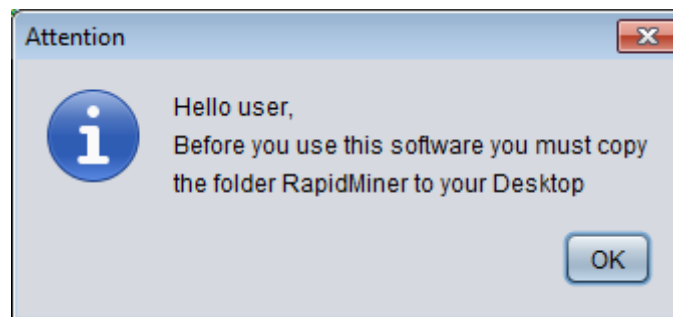 Attention
Hello user,
Before you use this software you must copy
the folder RapidMiner to your Desktop
OK